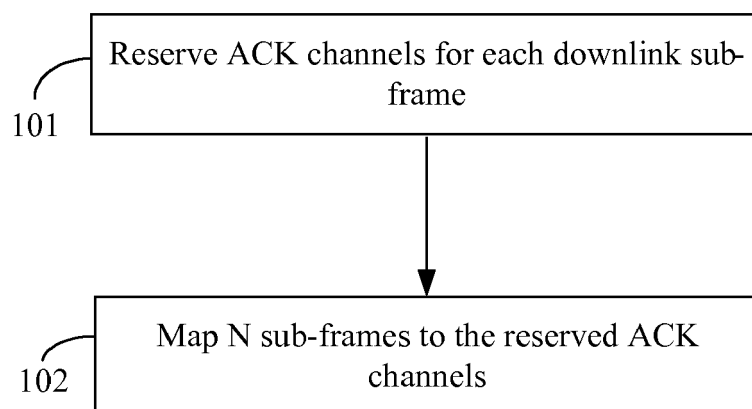 Reserve ACK channels for each downlink sub-
frame
101
Map N sub-frames to the reserved ACK
channels
102